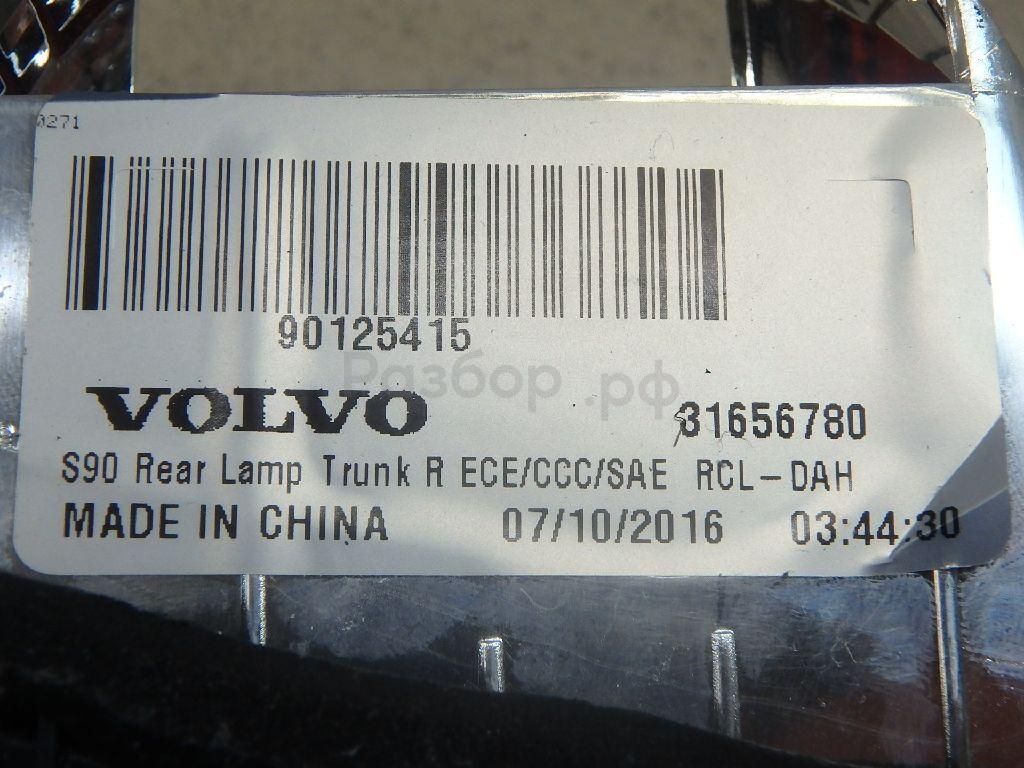 0271
90125415
Разбор.рф
VOLVO 31656780
S90 Rear Lamp Trunk R ECE/CCC/SAE RCL-DAH
MADE IN CHINA 07/10/2016 03:44:30